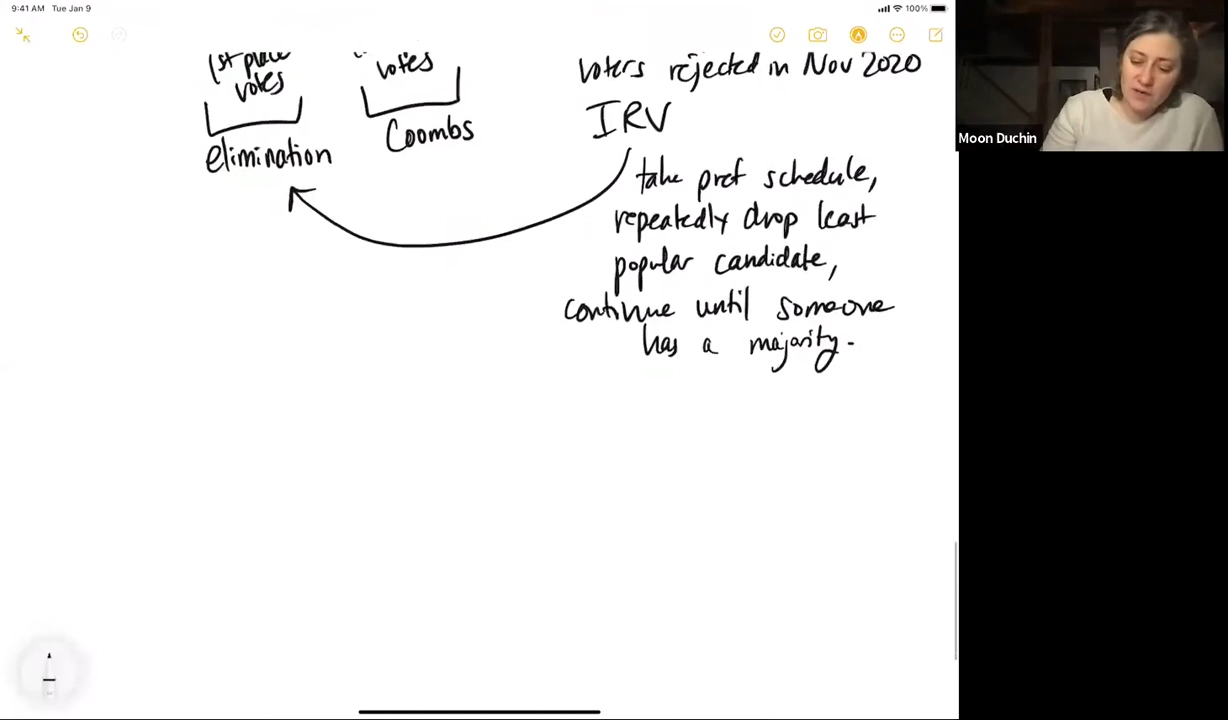 9:41 AM Tue Jan 9
100%
1st place
votes
votes
elimination
Coombs
voters rejected in Nov 2020
IRV
take pref schedule,
repeatedly drop least
popular candidate,
continue until someone
has a majority.
Moon Duchin